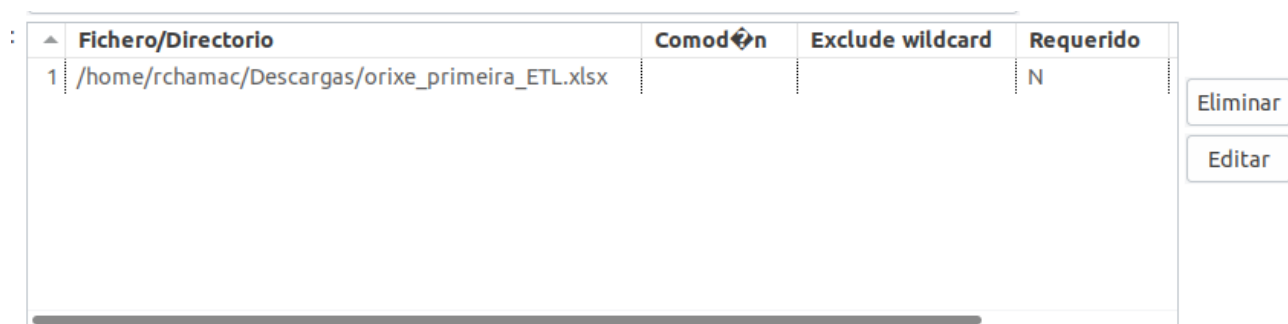 : Fichero/Directorio Comod�n Exclude wildcard Requerido
1 /home/rchamac/Descargas/orixe_primeira_ETL.xlsx N
Eliminar
Editar